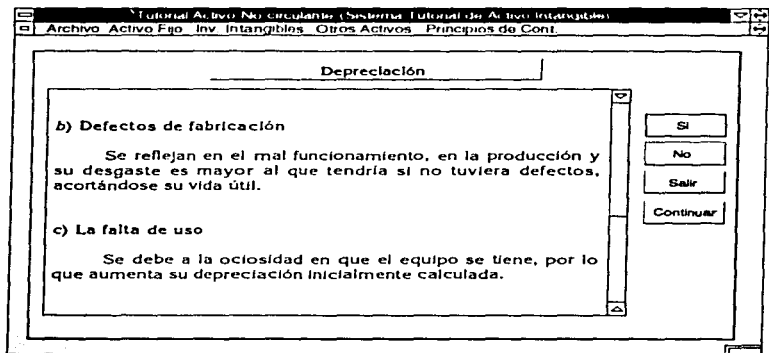 Tutorial Activo No circulante (Sistema Tutorial de Activo Intangible)
Archivo Activo Fijo Inv. Intangibles Otros Activos Principios de Cont.
Depreciación
b) Defectos de fabricación
Se reflejan en el mal funcionamiento, en la producción y
su desgaste es mayor al que tendría si no tuviera defectos,
acortándose su vida útil.
c) La falta de uso
Se debe a la ociosidad en que el equipo se tiene, por lo
que aumenta su depreciación inicialmente calculada.
Si
No
Salir
Continuar